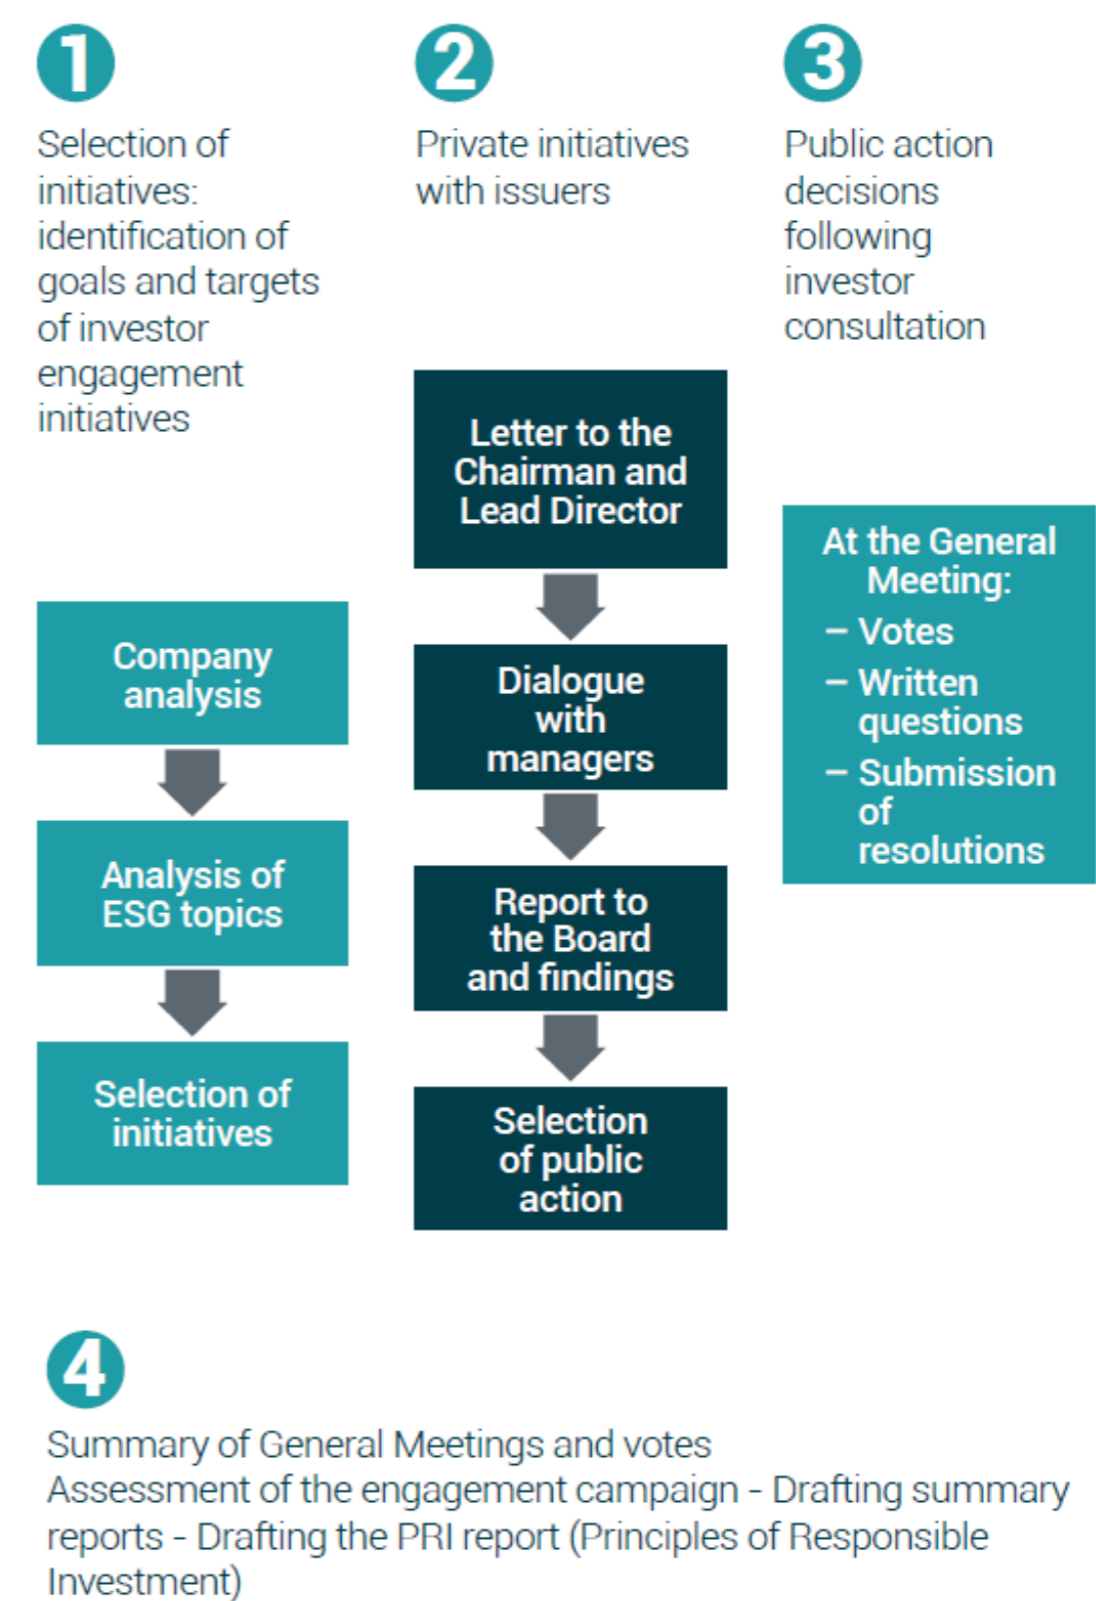 1
Selection of
initiatives:
identification of
goals and targets
of investor
engagement
initiatives
Company
analysis
Analysis of
ESG topics
Selection of
initiatives
2
Private initiatives
with issuers
Letter to the
Chairman and
Lead Director
Dialogue
with
managers
Report to
the Board
and findings
Selection
of public
action
3
Public action
decisions
following
investor
consultation
At the General
Meeting:
– Votes
– Written
questions
– Submission
of
resolutions
4
Summary of General Meetings and votes
Assessment of the engagement campaign - Drafting summary
reports - Drafting the PRI report (Principles of Responsible
Investment)